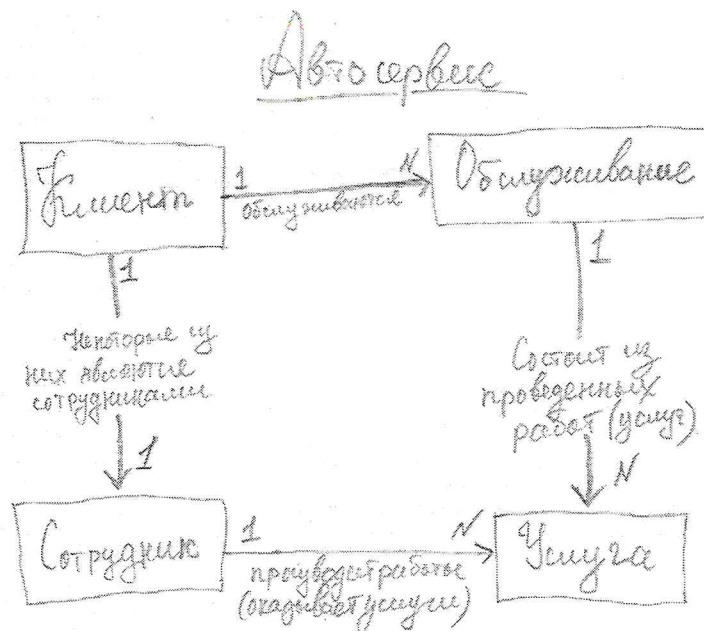 Автосервис
Клиент
1
N
Обслуживаются
Обслуживание
1
1
Некоторые из
них являются
сотрудниками
Состоит из
проведенных
работ (услуг)
1
N
Сотрудник
1
N
производит работы
(оказывает услуги)
Услуга